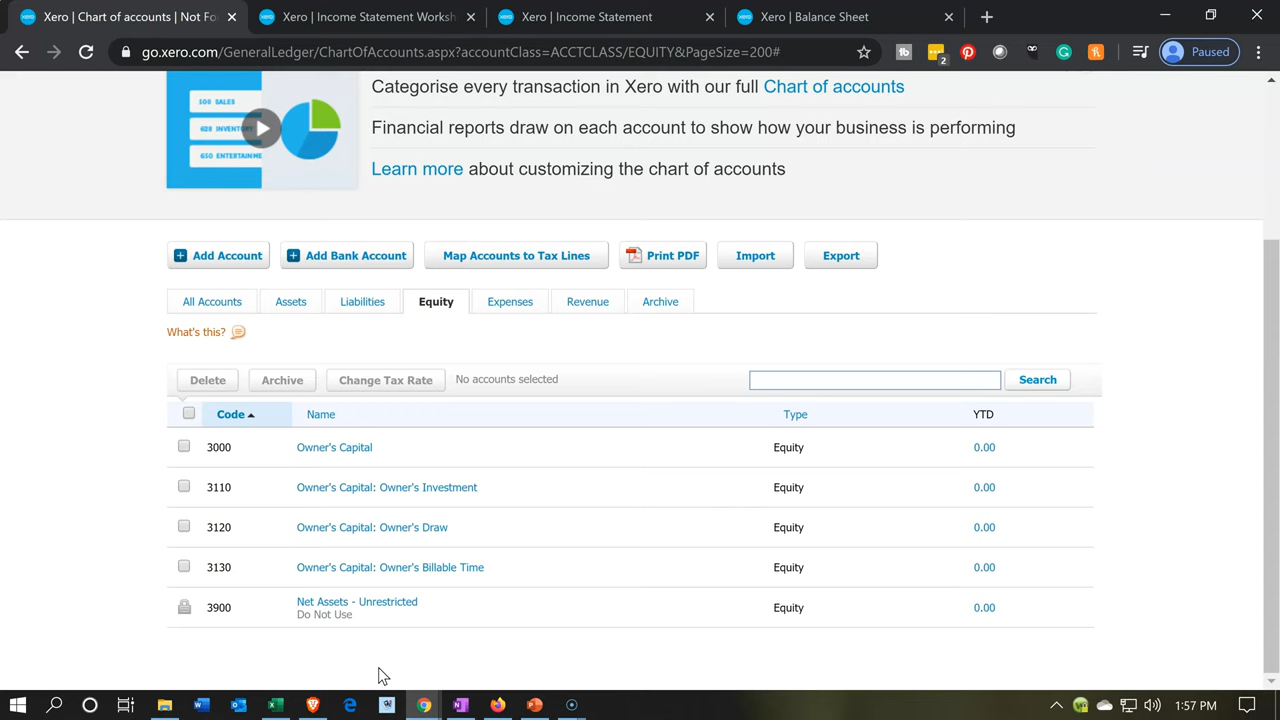 Xero | Chart of accounts | Not Fo
Xero | Income Statement Worksh
Xero | Income Statement
Xero | Balance Sheet
go.xero.com/GeneralLedger/ChartOfAccounts.aspx?accountClass=ACCTCLASS/EQUITY&PageSize=200#
2
Paused
500 SALES
628 INVENTORY
650 ENTERTAINME
Categorise every transaction in Xero with our full Chart of accounts
Financial reports draw on each account to show how your business is performing
Learn more about customizing the chart of accounts
Add Account
Add Bank Account
Map Accounts to Tax Lines
Print PDF
Import
Export
All Accounts
Assets
Liabilities
Equity
Expenses
Revenue
Archive
What's this?
Delete
Archive
Change Tax Rate
No accounts selected
Search
Code Name Type YTD
3000 Owner's Capital Equity 0.00
3110 Owner's Capital: Owner's Investment Equity 0.00
3120 Owner's Capital: Owner's Draw Equity 0.00
3130 Owner's Capital: Owner's Billable Time Equity 0.00
3900 Net Assets - Unrestricted Equity 0.00
Do Not Use
1:57 PM